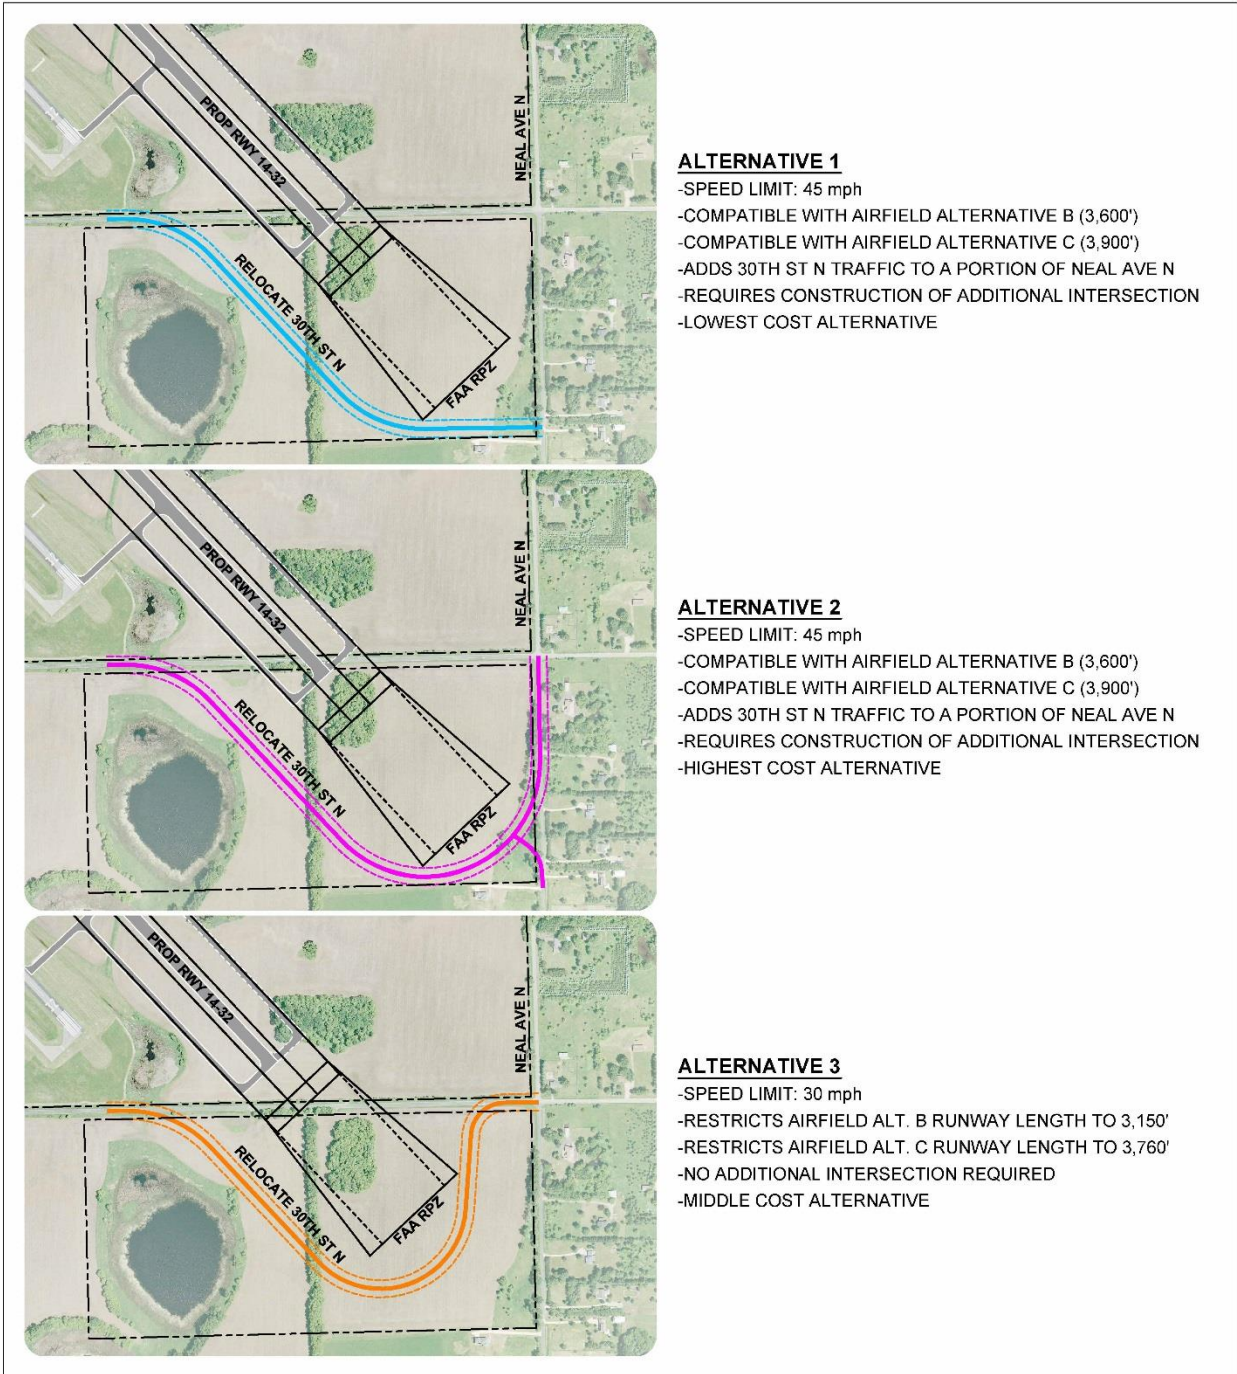 PROP RWY 14-32
NEAL AVE N
RELOCATE 30TH ST N
FAA RPZ
ALTERNATIVE 1
-SPEED LIMIT: 45 mph
-COMPATIBLE WITH AIRFIELD ALTERNATIVE B (3,600')
-COMPATIBLE WITH AIRFIELD ALTERNATIVE C (3,900')
-ADDS 30TH ST N TRAFFIC TO A PORTION OF NEAL AVE N
-REQUIRES CONSTRUCTION OF ADDITIONAL INTERSECTION
-LOWEST COST ALTERNATIVE
PROP RWY 14-32
NEAL AVE N
RELOCATE 30TH ST N
FAA RPZ
ALTERNATIVE 2
-SPEED LIMIT: 45 mph
-COMPATIBLE WITH AIRFIELD ALTERNATIVE B (3,600')
-COMPATIBLE WITH AIRFIELD ALTERNATIVE C (3,900')
-ADDS 30TH ST N TRAFFIC TO A PORTION OF NEAL AVE N
-REQUIRES CONSTRUCTION OF ADDITIONAL INTERSECTION
-HIGHEST COST ALTERNATIVE
PROP RWY 14-32
NEAL AVE N
RELOCATE 30TH ST N
FAA RPZ
ALTERNATIVE 3
-SPEED LIMIT: 30 mph
-RESTRICTS AIRFIELD ALT. B RUNWAY LENGTH TO 3,150'
-RESTRICTS AIRFIELD ALT. C RUNWAY LENGTH TO 3,760'
-NO ADDITIONAL INTERSECTION REQUIRED
-MIDDLE COST ALTERNATIVE